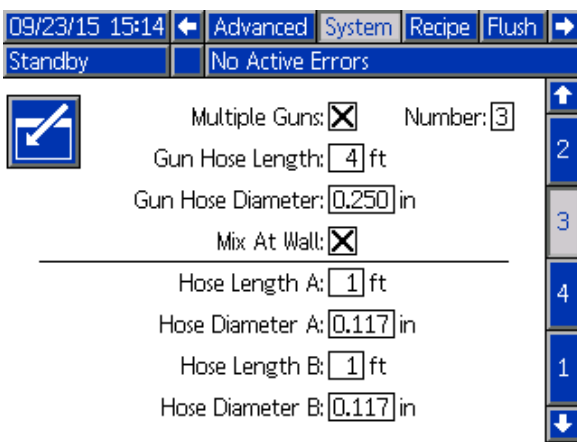 09/23/15 15:14 Advanced System Recipe Flush
Standby No Active Errors
Multiple Guns: Number: 3
Gun Hose Length: 4 ft
2
Gun Hose Diameter: 0.250 in
3
Mix At Wall:
Hose Length A: 1 ft
4
Hose Diameter A: 0.117 in
Hose Length B: 1 ft
1
Hose Diameter B: 0.117 in